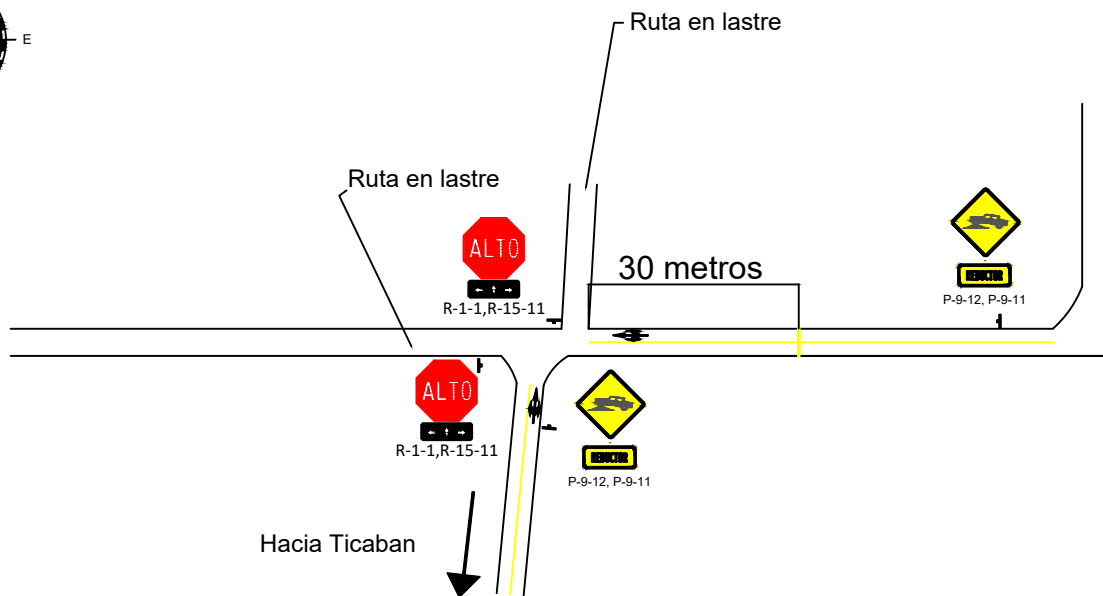 Ruta en lastre
E
Ruta en lastre
ALTO
R-1-1,R-15-11
30 metros
REDUCTOR
P-9-12, P-9-11
ALTO
R-1-1,R-15-11
REDUCTOR
P-9-12, P-9-11
Hacia Ticaban